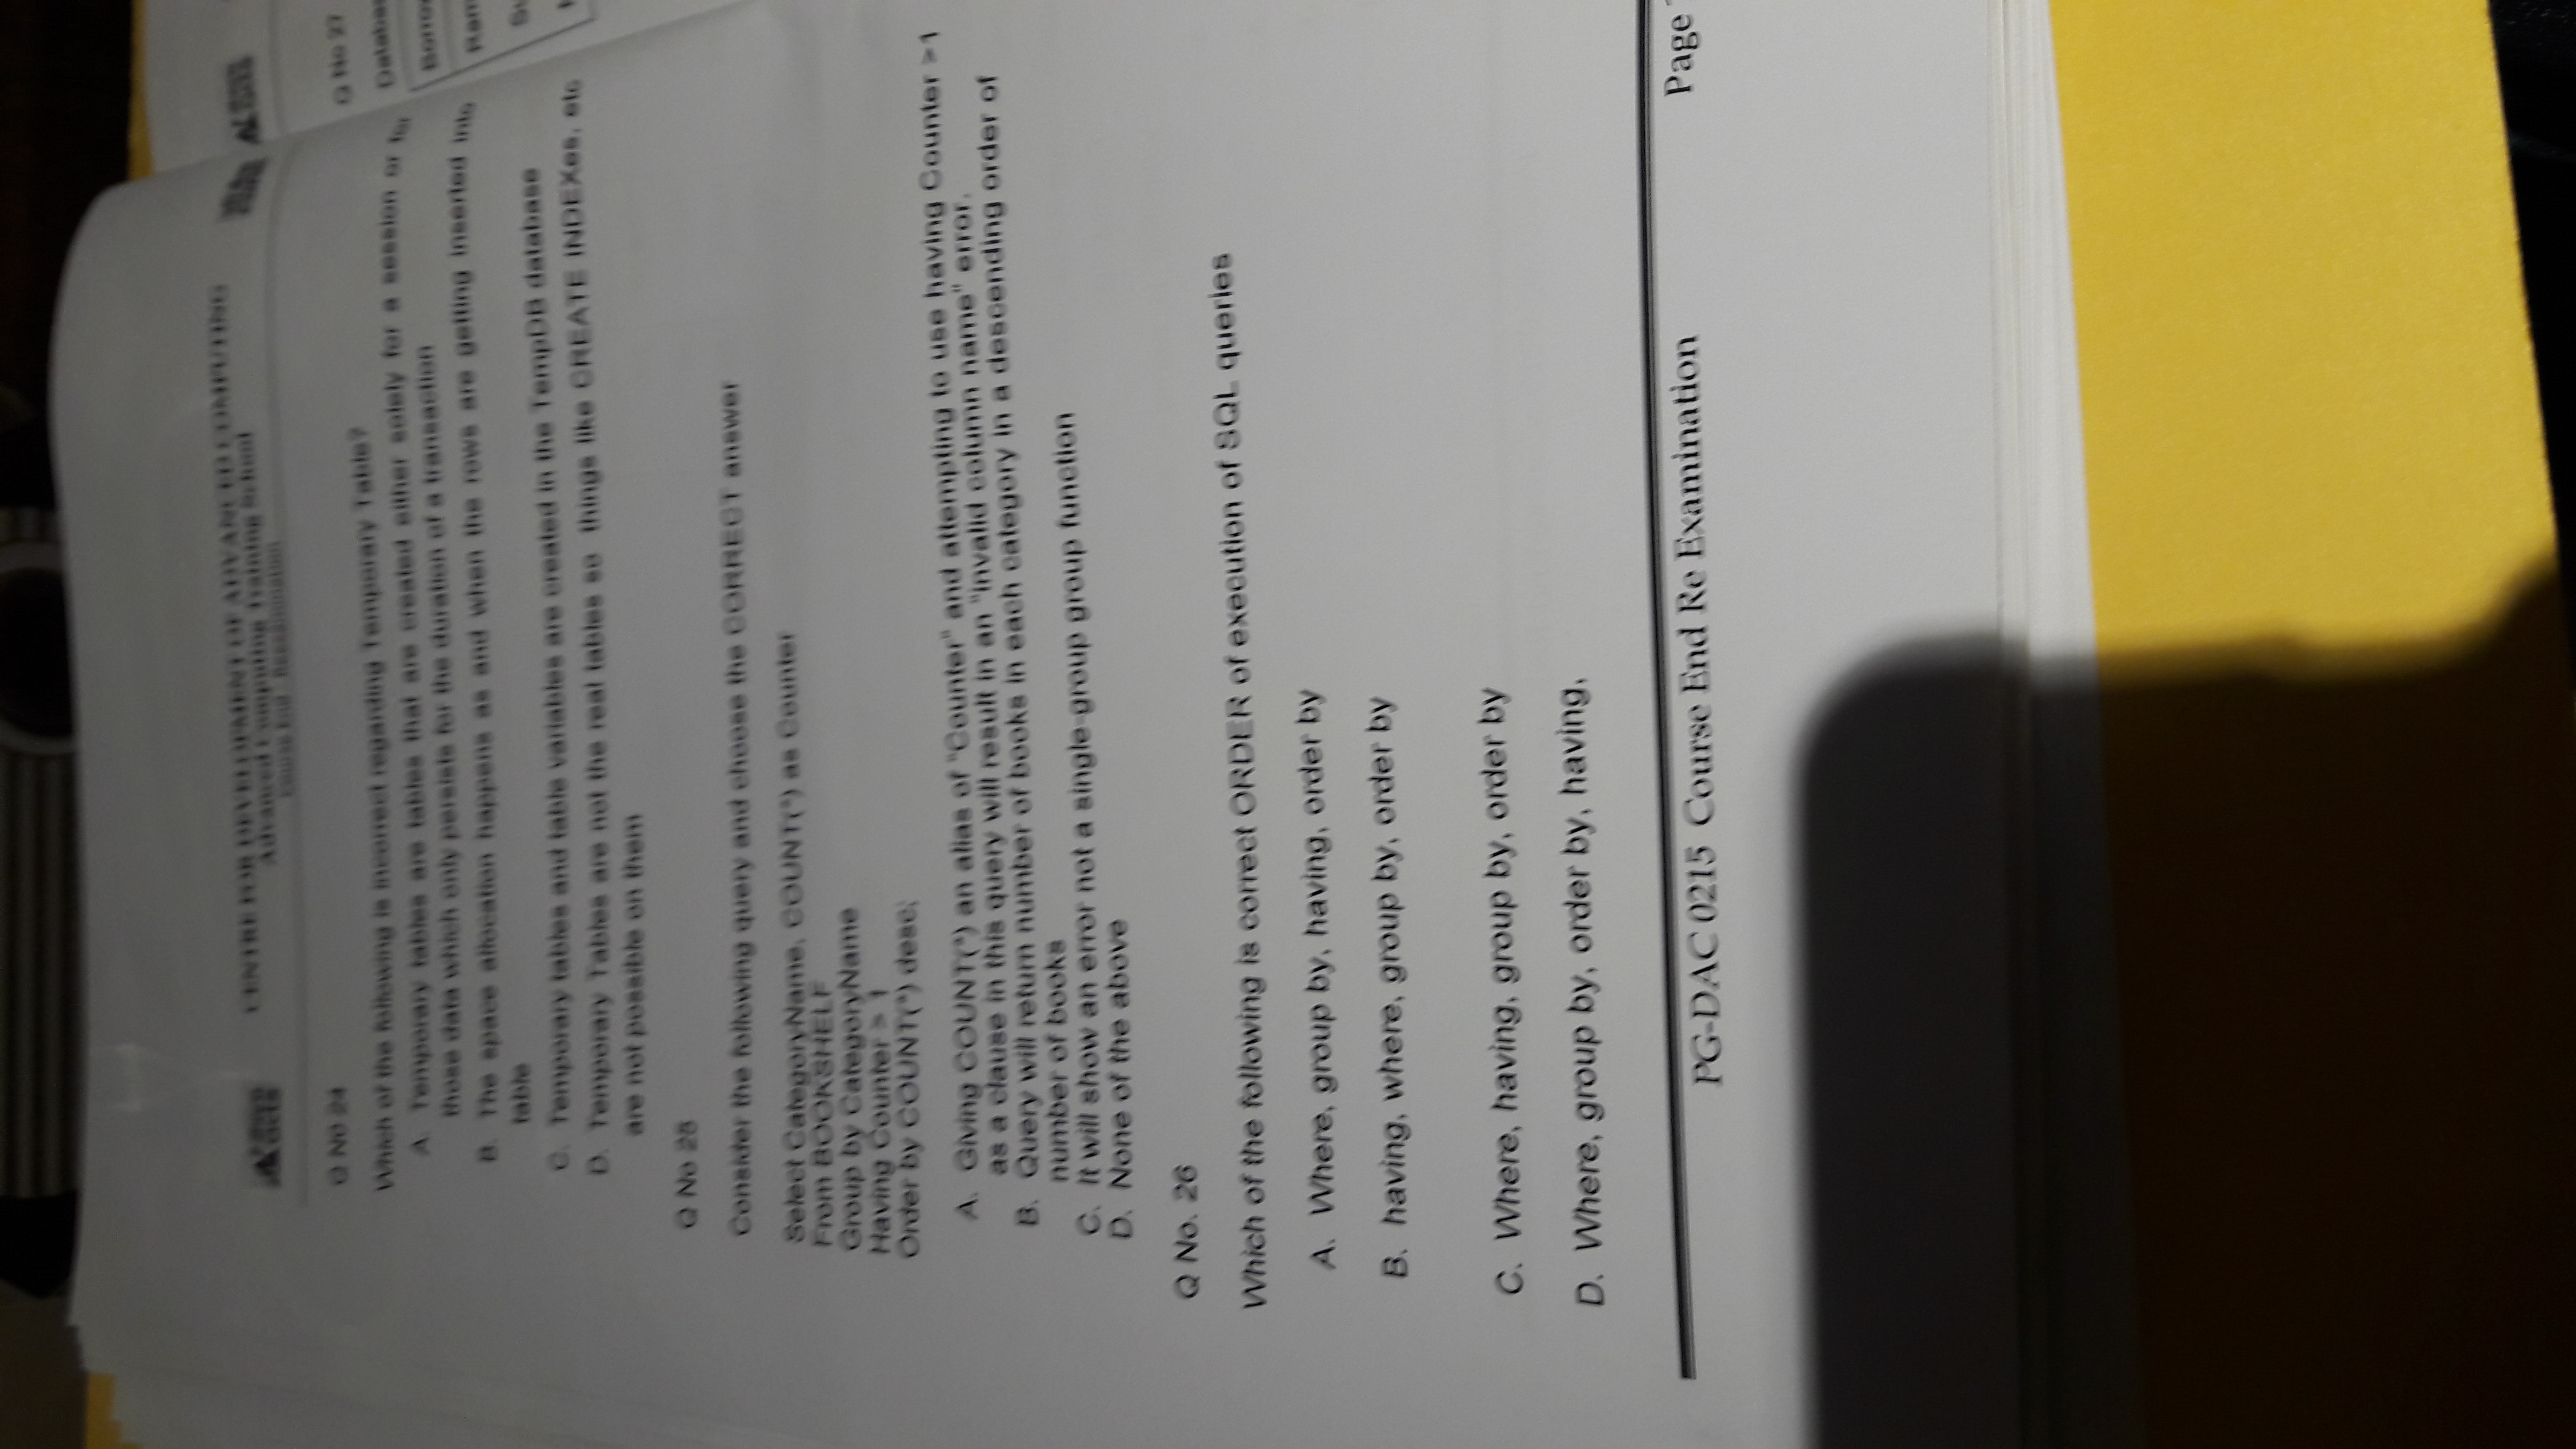 acts
CENTRE FOR DEVELOPMENT OF ADVANCED COMPUTING
Advanced Computing Training School
Course End - Reexamination
Q No 24
Which of the following is incorrect regarding Temporary Table?
A. Temporary tables are tables that are created either solely for a session or for
those data which only persists for the duration of a transaction
B. The space allocation happens as and when the rows are getting inserted into
table
C. Temporary tables and table variables are created in the TempDB database
D. Temporary Tables are not the real tables so things like CREATE INDEXes, etc
are not possible on them
Q No 25
Consider the following query and choose the CORRECT answer
Select CategoryName, COUNT(*) as Counter
From BOOKSHELF
Group by CategoryName
Having Counter > 1
Order by COUNT(*) desc;
A. Giving COUNT(*) an alias of "Counter" and attempting to use having Counter >1
as a clause in this query will result in an "invalid column name" error.
B. Query will return number of books in each category in a descending order of
number of books
C. It will show an error not a single-group group function
D. None of the above
Q No. 26
Which of the following is correct ORDER of execution of SQL queries
A. Where, group by, having, order by
B. having, where, group by, order by
C. Where, having, group by, order by
D. Where, group by, order by, having,
PG-DAC 0215 Course End Re Examination
Page
Q No 27